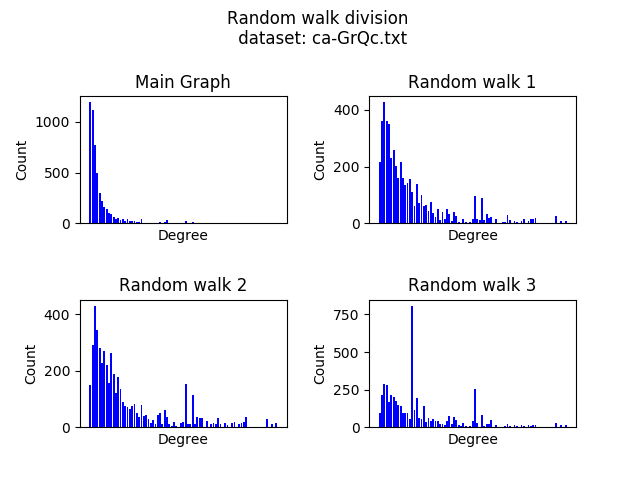 Random walk division
dataset: ca-GrQc.txt
Main Graph
Random walk 1
1000
500
0
Count
Degree
400
200
0
Count
Degree
Random walk 2
Random walk 3
400
200
0
Count
Degree
750
500
250
0
Count
Degree